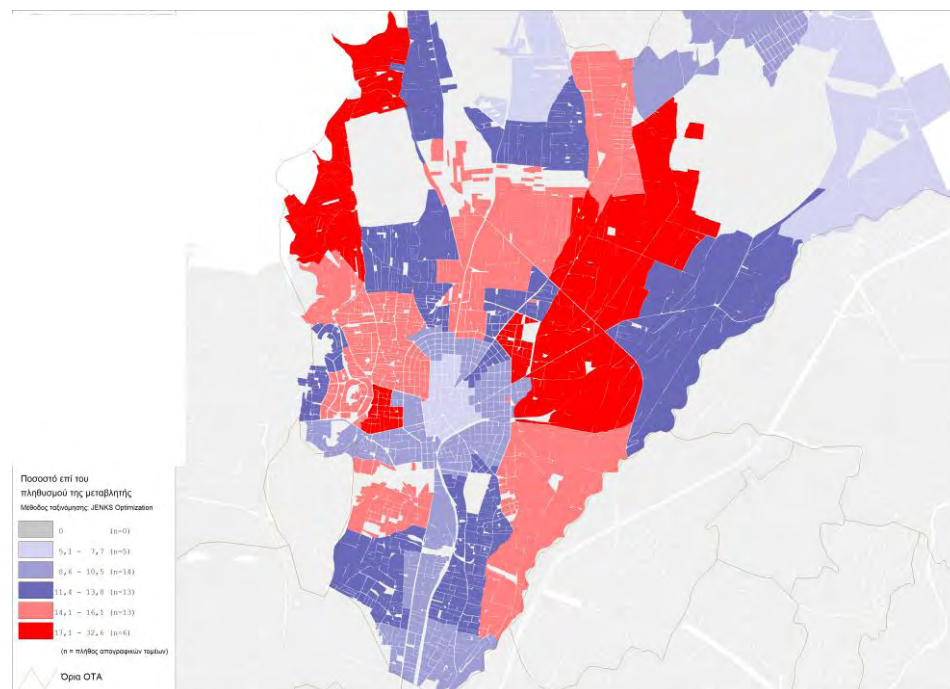 Ποσοστό επί του
πληθυσμού της μεταβλητής
Μέθοδος ταξινόμησης: JENKS Optimization
0 (n=0)
5,1 - 7,7 (n=5)
8,6 - 10,5 (n=14)
11,4 - 13,8 (n=13)
14,1 - 16,1 (n=13)
17,1 - 32,6 (n=6)
(n = πλήθος απογραφικών τομέων)
Όρια ΟΤΑ